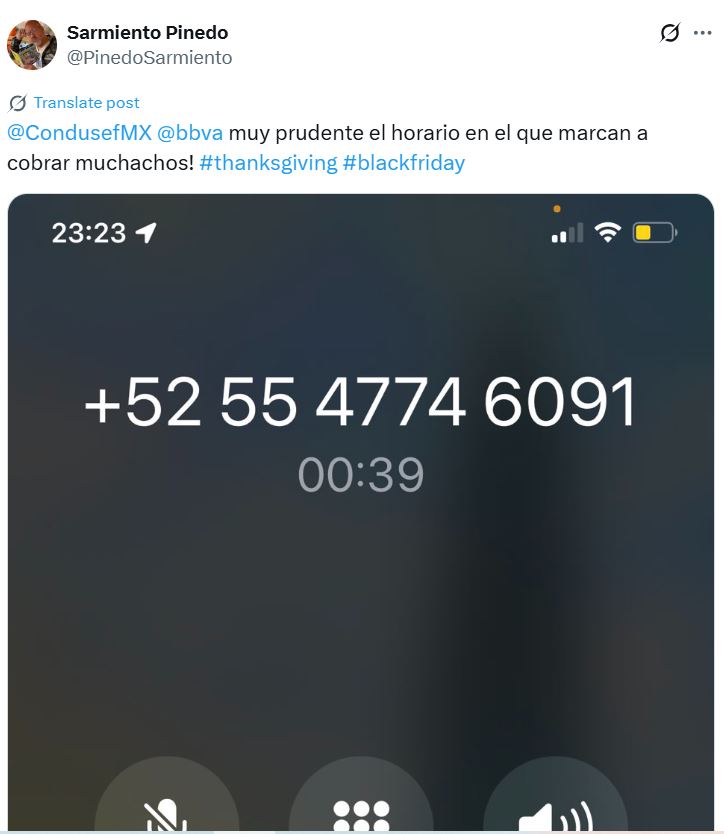 Sarmiento Pinedo
@PinedoSarmiento
Translate post
@CondusefMX @bbva muy prudente el horario en el que marcan a
cobrar muchachos! #thanksgiving #blackfriday
23:23
+52 55 4774 6091
00:39